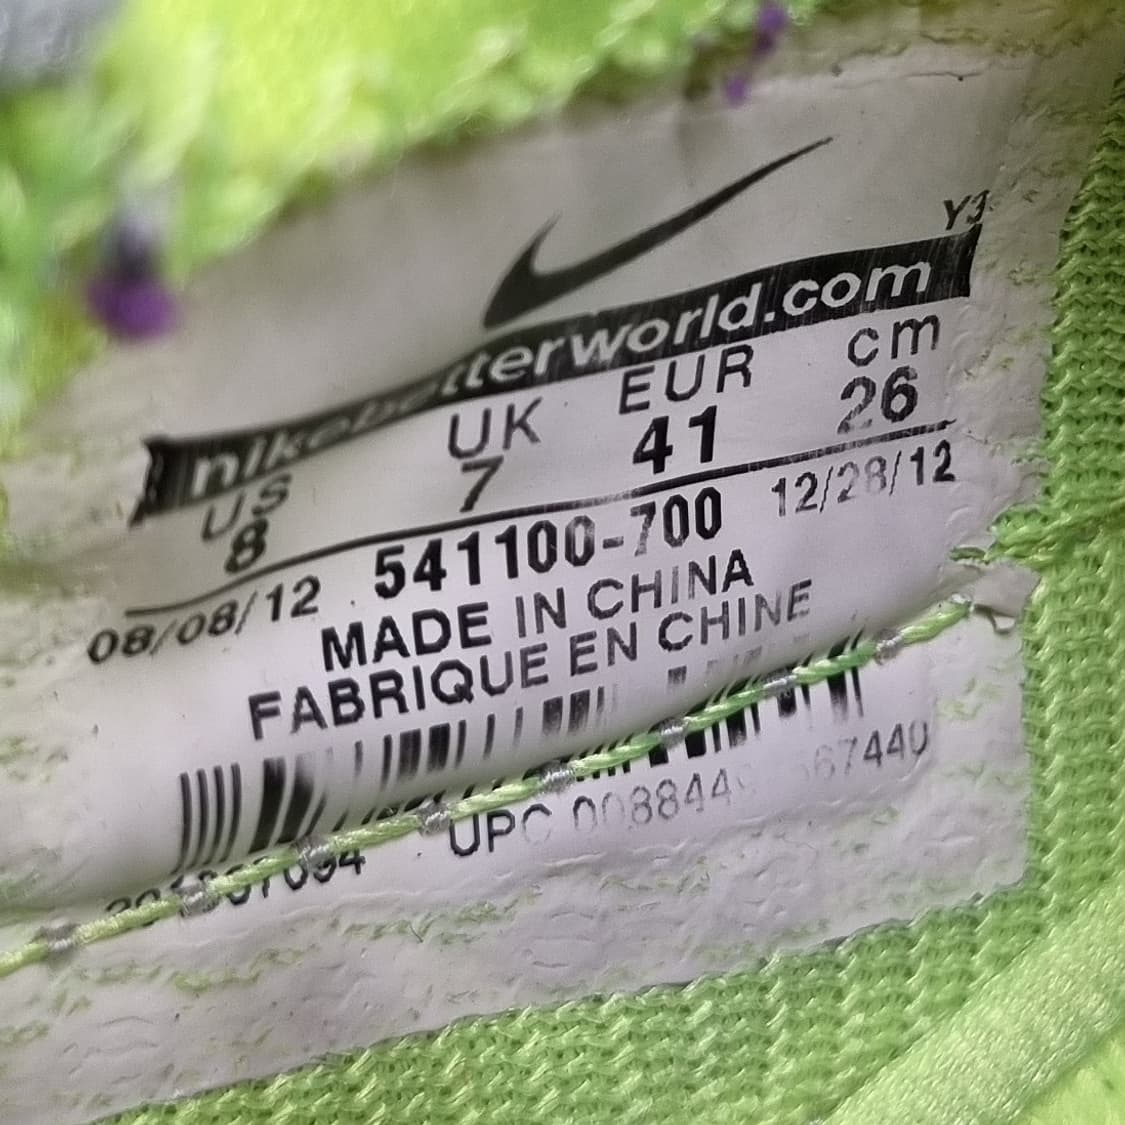 Y3
nikebetterworld.com
US UK EUR cm
8 7 41 26
08/08/12 541100-700 12/28/12
MADE IN CHINA
FABRIQUE EN CHINE
UPC